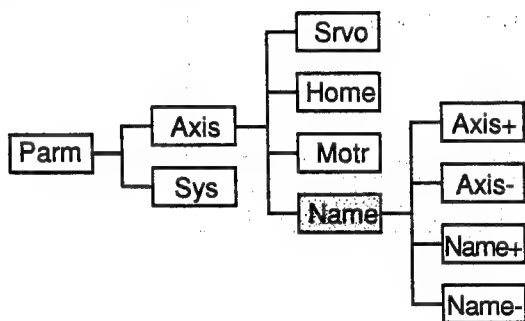 Srvo
Home
Axis
Parm
Motr
Sys
Name
Axis+
Axis-
Name+
Name-